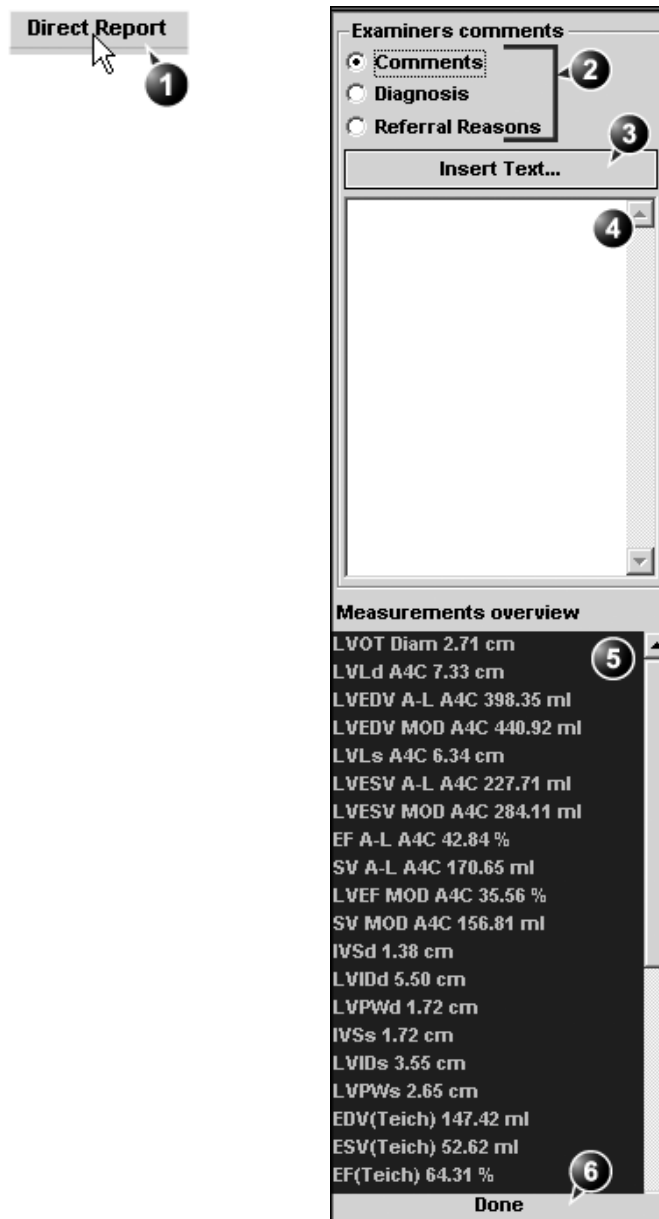 Direct Report
1
Examiners comments
Comments
2
Diagnosis
Referral Reasons
3
Insert Text...
4
Measurements overview
LVOT Diam 2.71 cm
5
LVLd A4C 7.33 cm
LVEDV A-L A4C 398.35 ml
LVEDV MOD A4C 440.92 ml
LVLs A4C 6.34 cm
LVESV A-L A4C 227.71 ml
LVESV MOD A4C 284.11 ml
EF A-L A4C 42.84 %
SV A-L A4C 170.65 ml
LVEF MOD A4C 35.56 %
SV MOD A4C 156.81 ml
IVSd 1.38 cm
LVIDd 5.50 cm
LVPWd 1.72 cm
IVSs 1.72 cm
LVIDs 3.55 cm
LVPWs 2.65 cm
EDV(Teich) 147.42 ml
ESV(Teich) 52.62 ml
EF(Teich) 64.31 %
6
Done